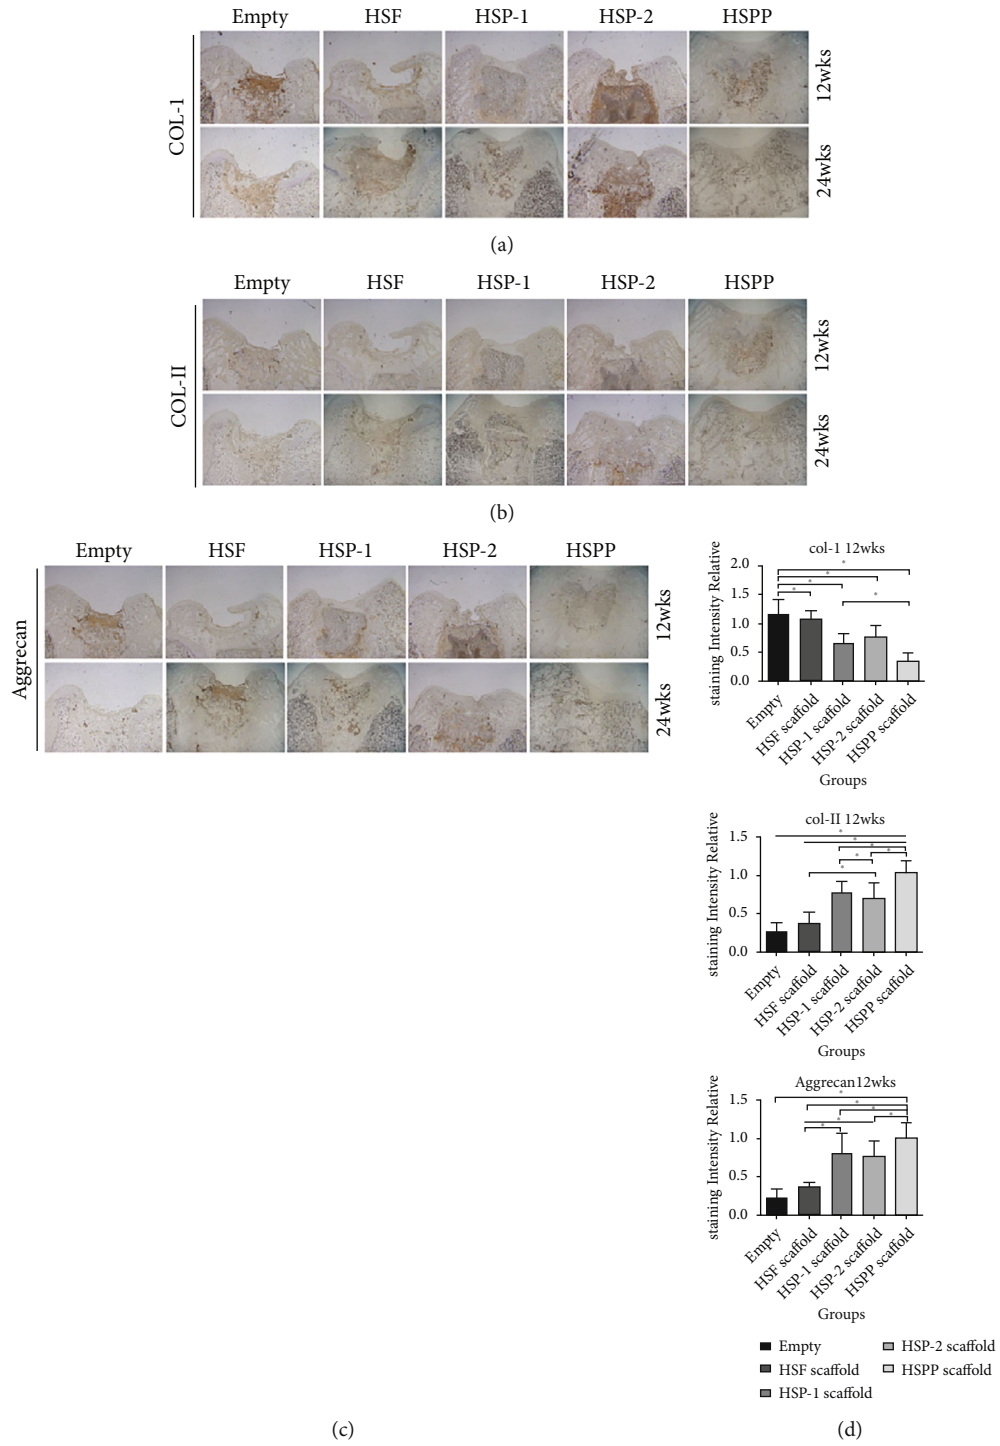 Empty HSF HSP-1 HSP-2 HSPP
COL-1
12wks
24wks
(a)
Empty HSF HSP-1 HSP-2 HSPP
COL-II
12wks
24wks
(b)
Empty HSF HSP-1 HSP-2 HSPP
Aggrecan
12wks
24wks
(c)
col-1 12wks
staining Intensity Relative
2.0
1.5
1.0
0.5
0.0
* * * * *
Empty
HSF scaffold
HSP-1 scaffold
HSP-2 scaffold
HSPP scaffold
Groups
col-II 12wks
staining Intensity Relative
1.5
1.0
0.5
0.0
* * * * * *
Empty
HSF scaffold
HSP-1 scaffold
HSP-2 scaffold
HSPP scaffold
Groups
Aggrecan12wks
staining Intensity Relative
1.5
1.0
0.5
0.0
* * * * * *
Empty
HSF scaffold
HSP-1 scaffold
HSP-2 scaffold
HSPP scaffold
Groups
Empty
HSF scaffold
HSP-1 scaffold
HSP-2 scaffold
HSPP scaffold
(d)